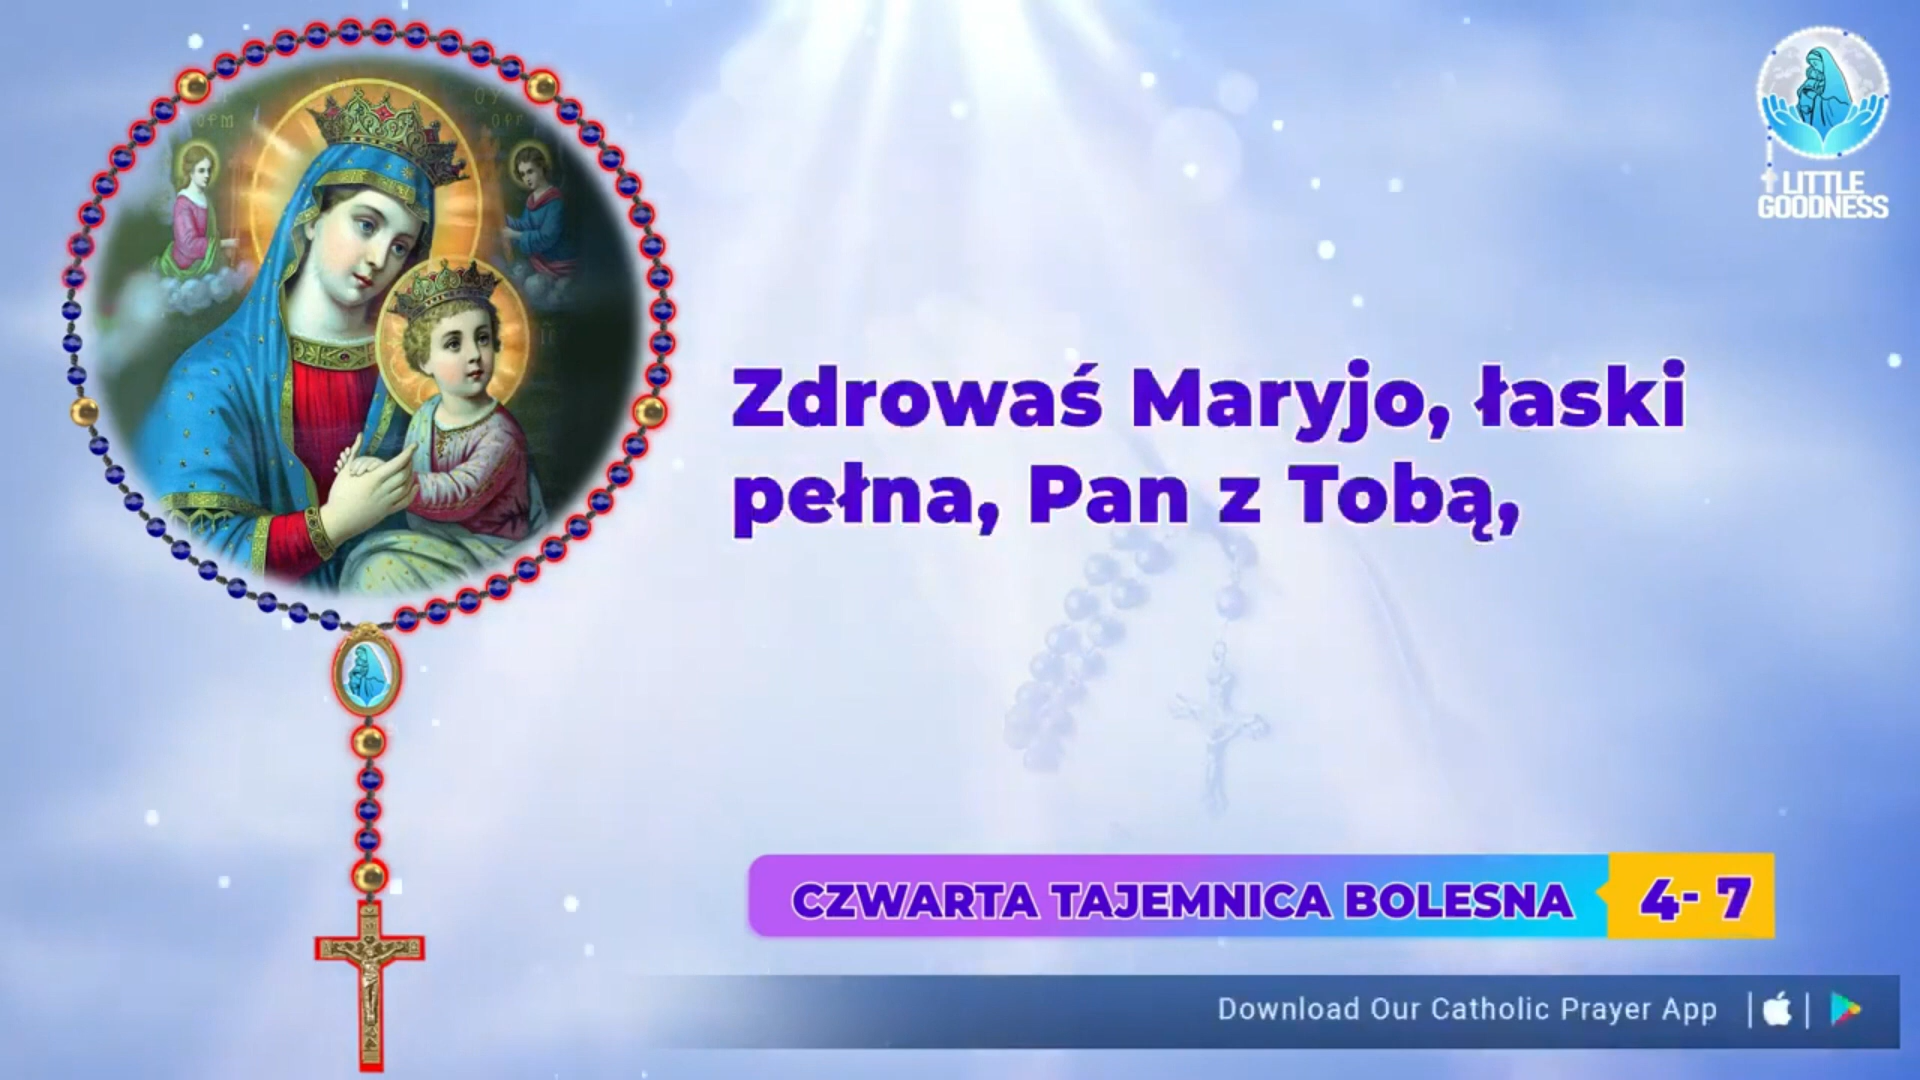 LITTLE
GOODNESS
Zdrowaś Maryjo, łaski
pełna, Pan z Tobą,
CZWARTA TAJEMNICA BOLESNA 4- 7
Download Our Catholic Prayer App